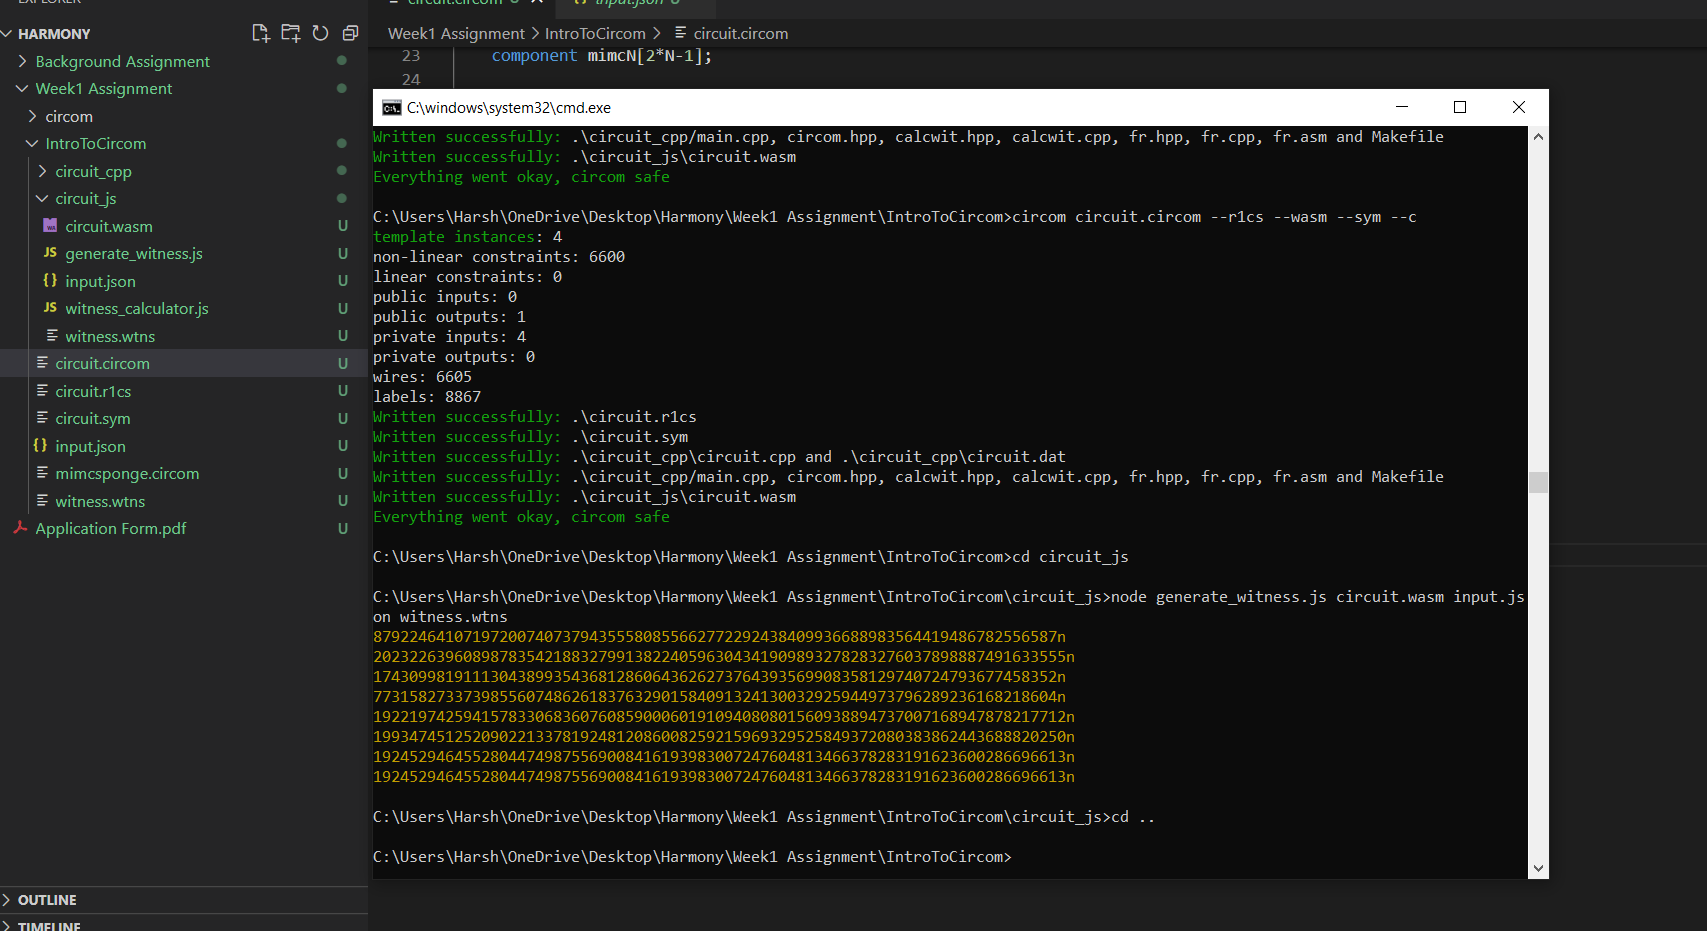 EXPLORER
HARMONY
Background Assignment
Week1 Assignment
circom
IntroToCircom
circuit_cpp
circuit_js
circuit.wasm U
JS generate_witness.js U
{} input.json U
JS witness_calculator.js U
witness.wtns U
circuit.circom U
circuit.r1cs U
circuit.sym U
{} input.json U
mimcsponge.circom U
witness.wtns U
Application Form.pdf U
OUTLINE
TIMELINE
circuit.circom U {} input.json U
Week1 Assignment > IntroToCircom > circuit.circom
23 component mimcN[2*N-1];
24
C:\windows\system32\cmd.exe
Written successfully: .\circuit_cpp/main.cpp, circom.hpp, calcwit.hpp, calcwit.cpp, fr.hpp, fr.cpp, fr.asm and Makefile
Written successfully: .\circuit_js\circuit.wasm
Everything went okay, circom safe
C:\Users\Harsh\OneDrive\Desktop\Harmony\Week1 Assignment\IntroToCircom>circom circuit.circom --r1cs --wasm --sym --c
template instances: 4
non-linear constraints: 6600
linear constraints: 0
public inputs: 0
public outputs: 1
private inputs: 4
private outputs: 0
wires: 6605
labels: 8867
Written successfully: .\circuit.r1cs
Written successfully: .\circuit.sym
Written successfully: .\circuit_cpp\circuit.cpp and .\circuit_cpp\circuit.dat
Written successfully: .\circuit_cpp/main.cpp, circom.hpp, calcwit.hpp, calcwit.cpp, fr.hpp, fr.cpp, fr.asm and Makefile
Written successfully: .\circuit_js\circuit.wasm
Everything went okay, circom safe
C:\Users\Harsh\OneDrive\Desktop\Harmony\Week1 Assignment\IntroToCircom>cd circuit_js
C:\Users\Harsh\OneDrive\Desktop\Harmony\Week1 Assignment\IntroToCircom\circuit_js>node generate_witness.js circuit.wasm input.js
on witness.wtns
8792246410719720074073794355580855662772292438409936688983564419486782556587n
20232263960898783542188327991382240596304341909893278283276037898887491633555n
1743099819111304389935436812860643626273764393569908358129740724793677458352n
7731582733739855607486261837632901584091324130032925944973796289236168218604n
19221974259415783306836076085900060191094080801560938894737007168947878217712n
19934745125209022133781924812086008259215969329525849372080383862443688820250n
19245294645528044749875569008416193983007247604813466378283191623600286696613n
19245294645528044749875569008416193983007247604813466378283191623600286696613n
C:\Users\Harsh\OneDrive\Desktop\Harmony\Week1 Assignment\IntroToCircom\circuit_js>cd ..
C:\Users\Harsh\OneDrive\Desktop\Harmony\Week1 Assignment\IntroToCircom>